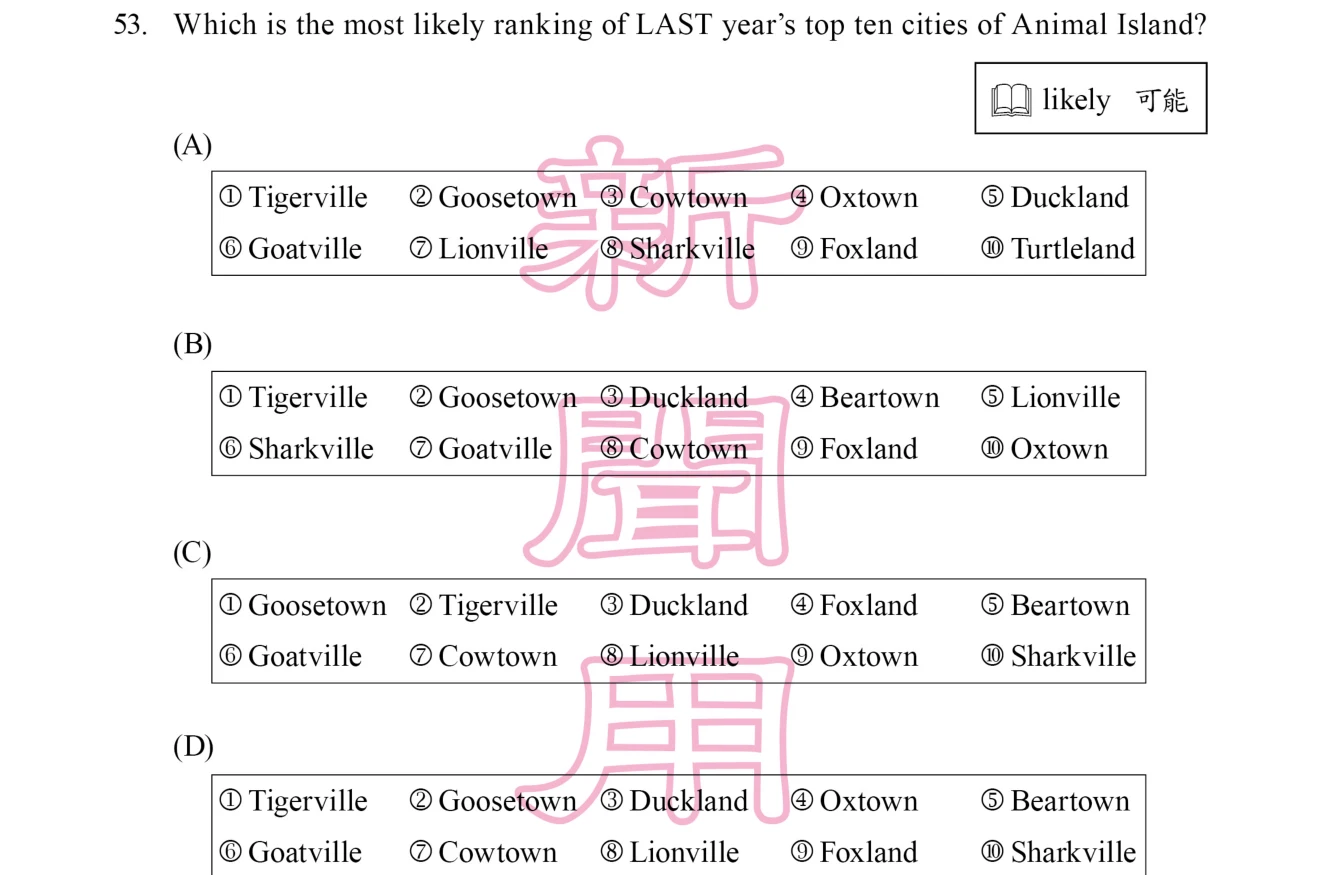 53. Which is the most likely ranking of LAST year's top ten cities of Animal Island?
likely 可能
(A)
① Tigerville ② Goosetown ③ Cowtown ④ Oxtown ⑤ Duckland
⑥ Goatville ⑦ Lionville ⑧ Sharkville ⑨ Foxland ⑩ Turtleland
(B)
① Tigerville ② Goosetown ③ Duckland ④ Beartown ⑤ Lionville
⑥ Sharkville ⑦ Goatville ⑧ Cowtown ⑨ Foxland ⑩ Oxtown
(C)
① Goosetown ② Tigerville ③ Duckland ④ Foxland ⑤ Beartown
⑥ Goatville ⑦ Cowtown ⑧ Lionville ⑨ Oxtown ⑩ Sharkville
(D)
① Tigerville ② Goosetown ③ Duckland ④ Oxtown ⑤ Beartown
⑥ Goatville ⑦ Cowtown ⑧ Lionville ⑨ Foxland ⑩ Sharkville
新聞用